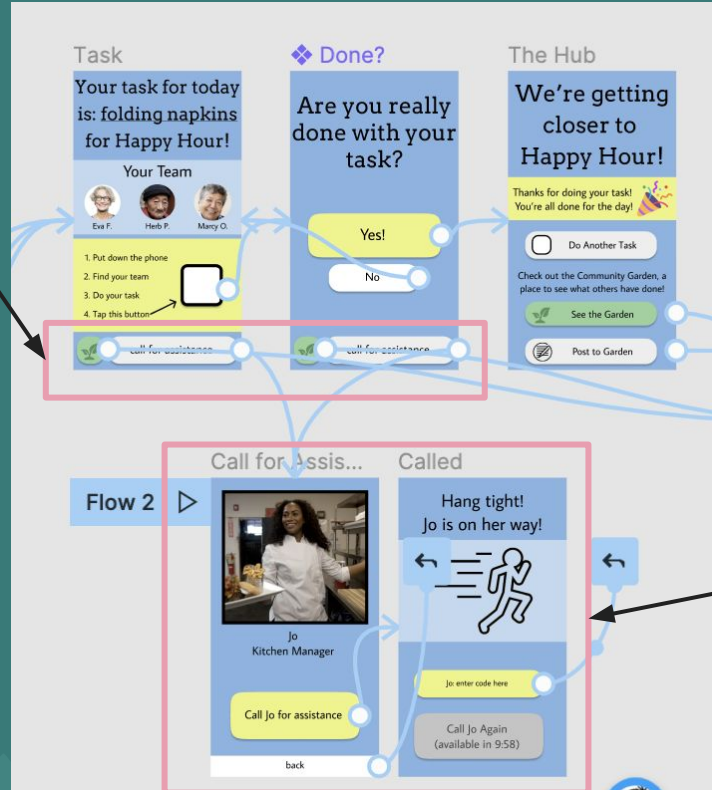 Task
Your task for today
is: folding napkins
for Happy Hour!
Your Team
Eva F.
Herb P.
Marcy O.
1. Put down the phone
2. Find your team
3. Do your task
4. Tap this button
call for assistance
Done?
Are you really
done with your
task?
Yes!
No
call for assistance
The Hub
We’re getting
closer to
Happy Hour!
Thanks for doing your task!
You’re all done for the day!
Do Another Task
Check out the Community Garden, a
place to see what others have done!
See the Garden
Post to Garden
Flow 2
Call for Assis...
Jo
Kitchen Manager
Call Jo for assistance
back
Called
Hang tight!
Jo is on her way!
Jo: enter code here
Call Jo Again
(available in 9:58)